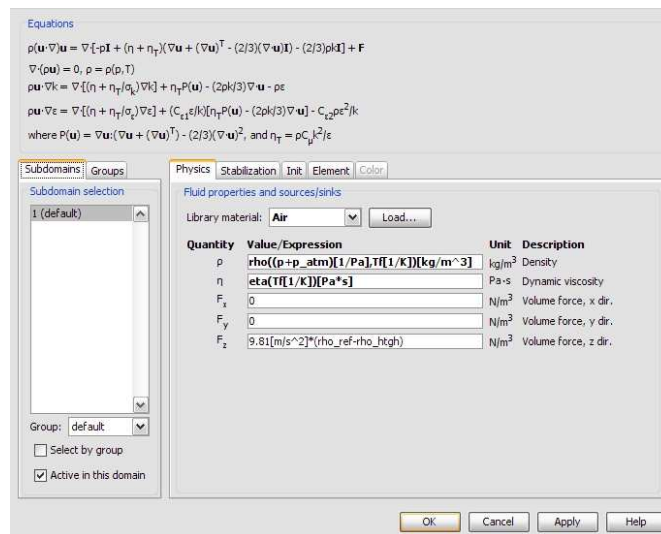 Equations
ρ(u·∇)u = ∇·[-pI + (η + η_T)(∇u + (∇u)^T - (2/3)(∇·u)I) - (2/3)ρkI] + F
∇·(ρu) = 0, ρ = ρ(p,T)
ρu·∇k = ∇·[(η + η_T/σ_k)∇k] + η_T P(u) - (2ρk/3)∇·u - ρε
ρu·∇ε = ∇·[(η + η_T/σ_ε)∇ε] + (C_ε1 ε/k)[η_T P(u) - (2ρk/3)∇·u] - C_ε2 ρε²/k
where P(u) = ∇u:(∇u + (∇u)^T) - (2/3)(∇·u)², and η_T = ρC_μ k²/ε
Subdomains Groups
Subdomain selection
1 (default)
Group: default
Select by group
Active in this domain
Physics Stabilization Init Element Color
Fluid properties and sources/sinks
Library material: Air Load...
Quantity Value/Expression Unit Description
ρ rho((p+p_atm)[1/Pa],Tf[1/K])[kg/m^3] kg/m³ Density
η eta(Tf[1/K])[Pa*s] Pa·s Dynamic viscosity
F_x 0 N/m³ Volume force, x dir.
F_y 0 N/m³ Volume force, y dir.
F_z 9.81[m/s^2]*(rho_ref-rho_htgh) N/m³ Volume force, z dir.
OK Cancel Apply Help